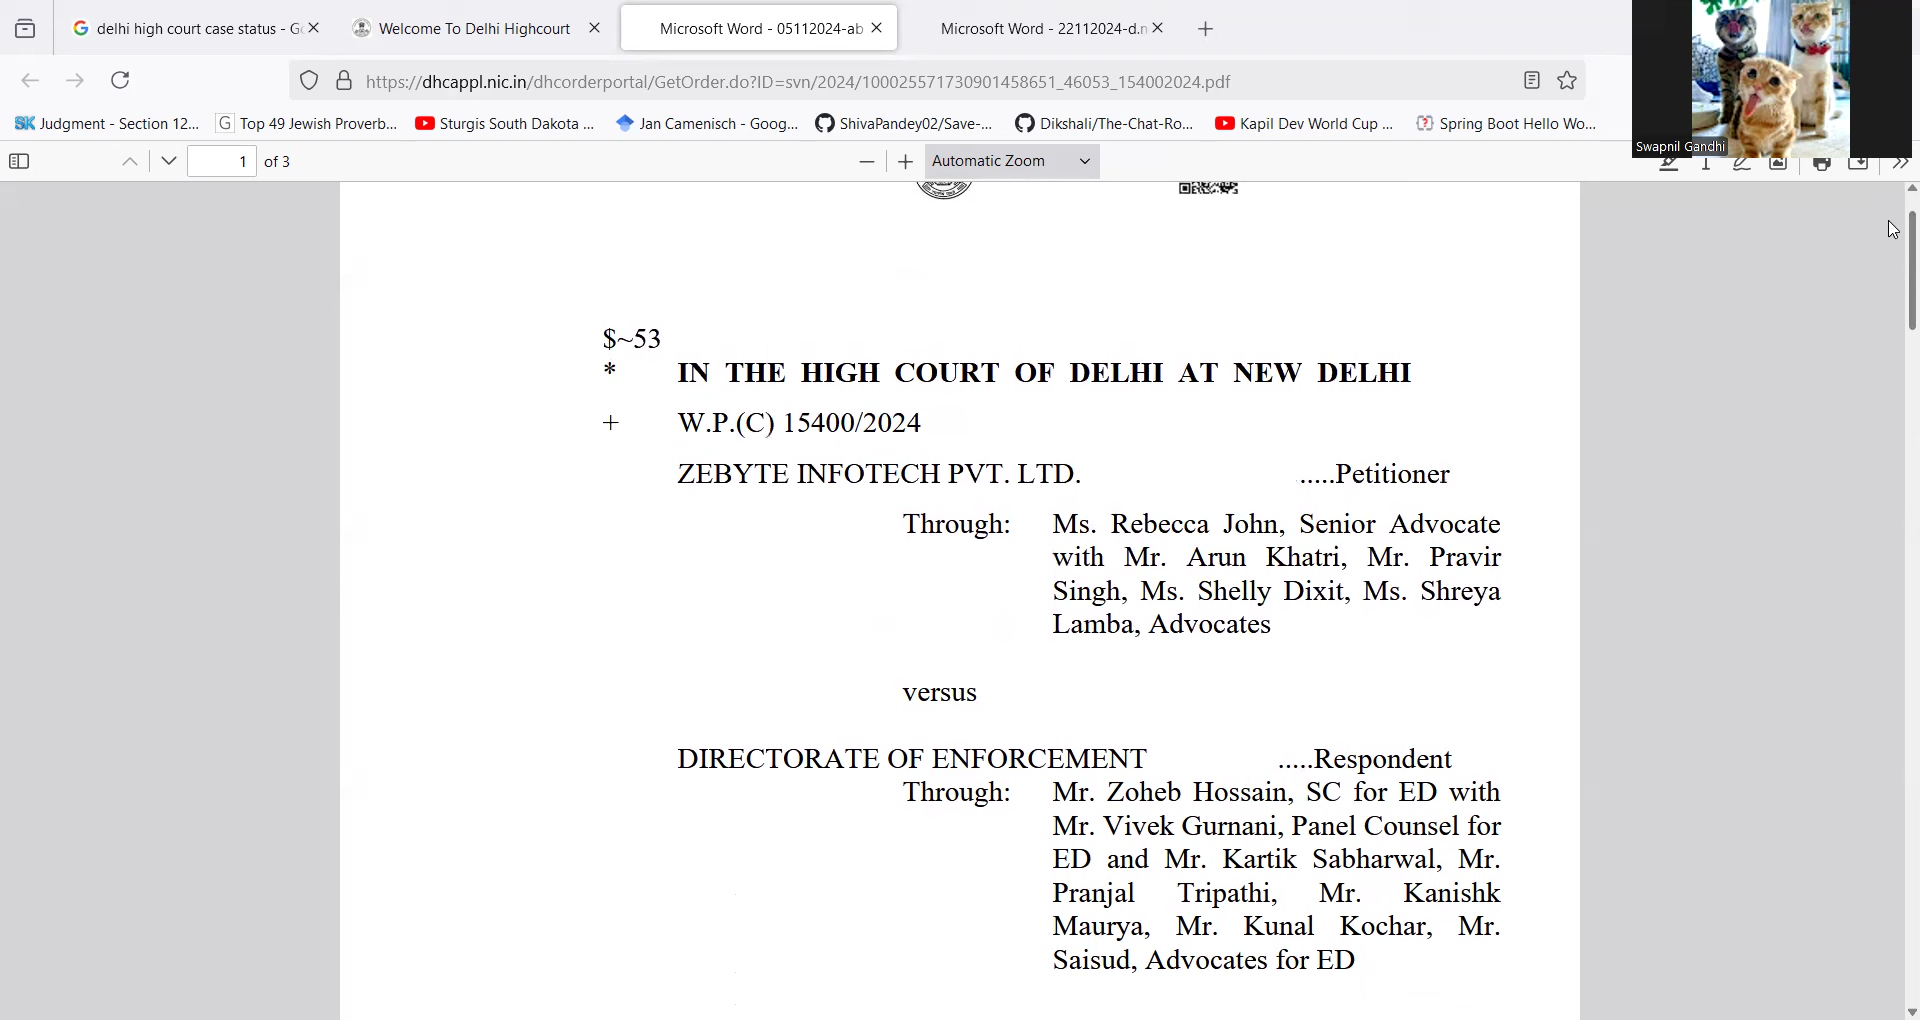 delhi high court case status - Go
Welcome To Delhi Highcourt
Microsoft Word - 05112024-ab
Microsoft Word - 22112024-d.n
https://dhcappl.nic.in/dhcorderportal/GetOrder.do?ID=svn/2024/100025571730901458651_46053_154002024.pdf
SK Judgment - Section 12...
G Top 49 Jewish Proverb...
Sturgis South Dakota ...
Jan Camenisch - Goog...
ShivaPandey02/Save-...
Dikshali/The-Chat-Ro...
Kapil Dev World Cup ...
Spring Boot Hello Wo...
Swapnil Gandhi
1 of 3
Automatic Zoom
$~53
* IN THE HIGH COURT OF DELHI AT NEW DELHI
+ W.P.(C) 15400/2024
ZEBYTE INFOTECH PVT. LTD. .....Petitioner
Through: Ms. Rebecca John, Senior Advocate
with Mr. Arun Khatri, Mr. Pravir
Singh, Ms. Shelly Dixit, Ms. Shreya
Lamba, Advocates
versus
DIRECTORATE OF ENFORCEMENT .....Respondent
Through: Mr. Zoheb Hossain, SC for ED with
Mr. Vivek Gurnani, Panel Counsel for
ED and Mr. Kartik Sabharwal, Mr.
Pranjal Tripathi, Mr. Kanishk
Maurya, Mr. Kunal Kochar, Mr.
Saisud, Advocates for ED